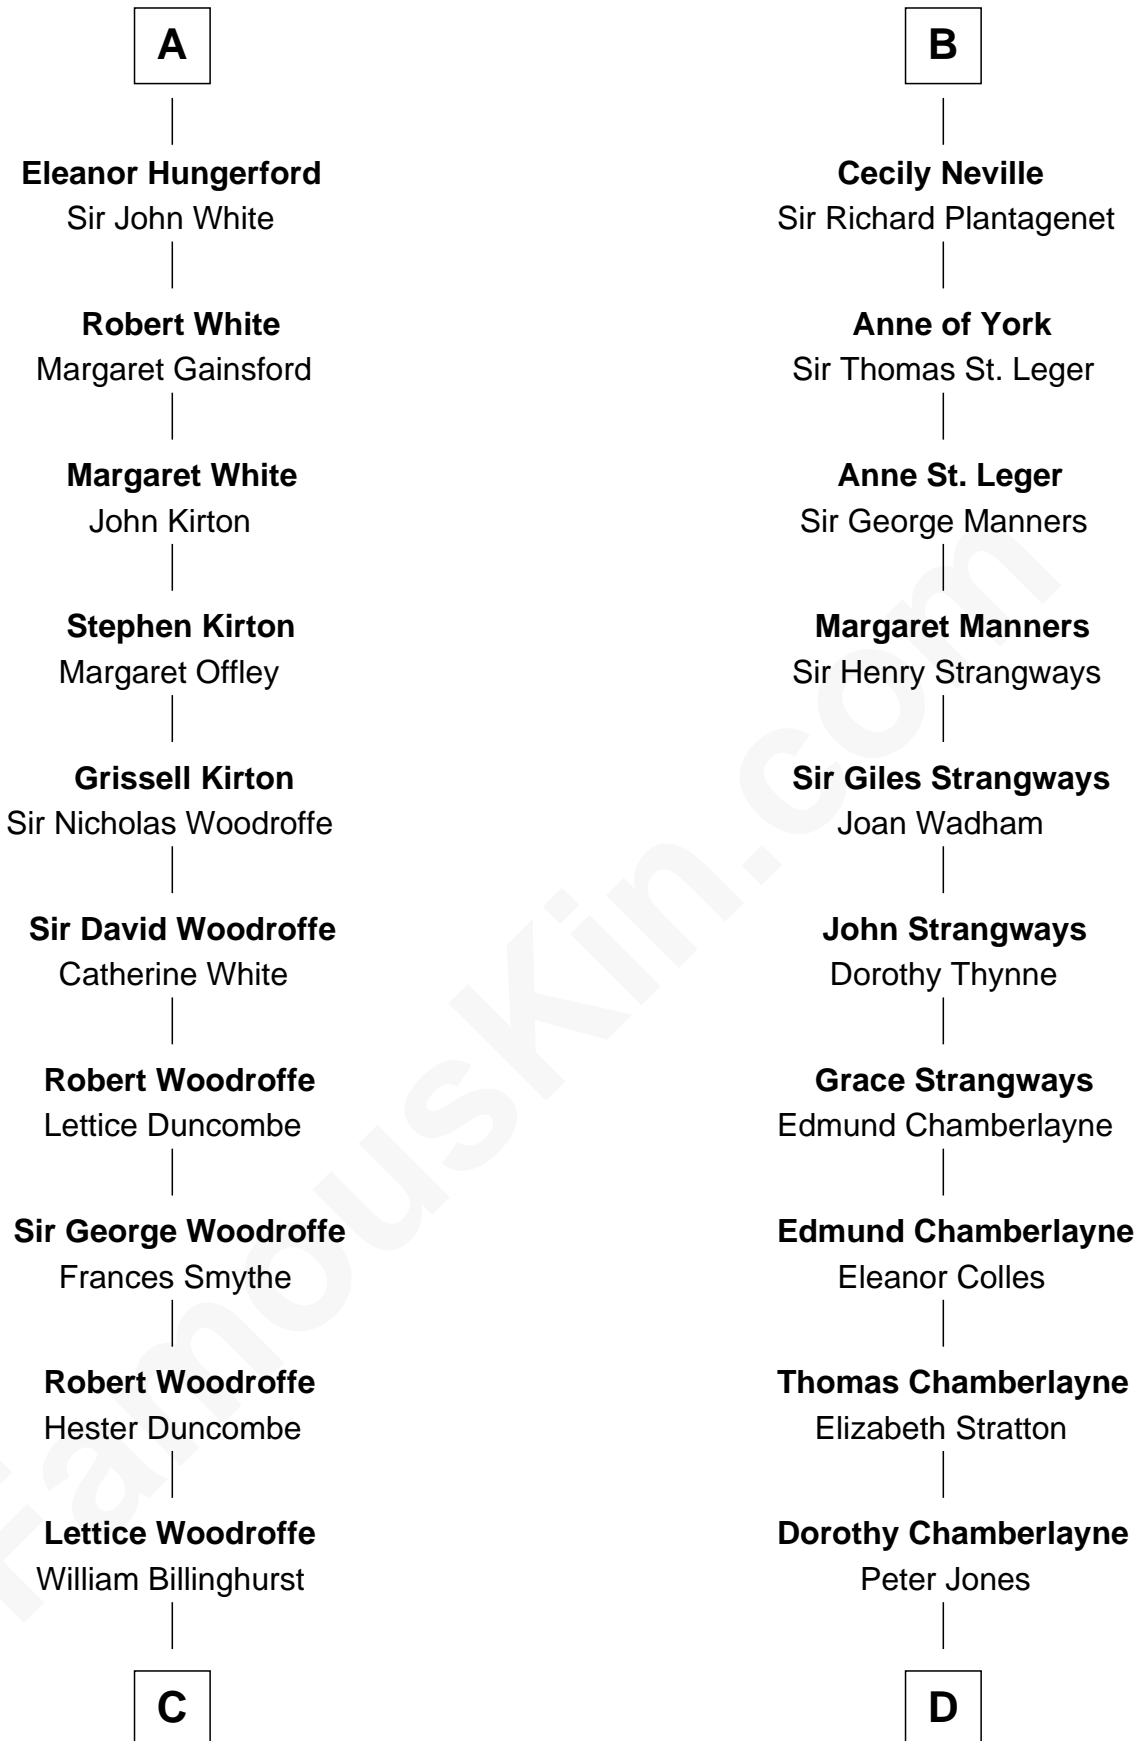 A
Eleanor Hungerford
Sir John White
Robert White
Margaret Gainsford
Margaret White
John Kirton
Stephen Kirton
Margaret Offley
Grissell Kirton
Sir Nicholas Woodroffe
Sir David Woodroffe
Catherine White
Robert Woodroffe
Lettice Duncombe
Sir George Woodroffe
Frances Smythe
Robert Woodroffe
Hester Duncombe
Lettice Woodroffe
William Billinghurst
C
B
Cecily Neville
Sir Richard Plantagenet
Anne of York
Sir Thomas St. Leger
Anne St. Leger
Sir George Manners
Margaret Manners
Sir Henry Strangways
Sir Giles Strangways
Joan Wadham
John Strangways
Dorothy Thynne
Grace Strangways
Edmund Chamberlayne
Edmund Chamberlayne
Eleanor Colles
Thomas Chamberlayne
Elizabeth Stratton
Dorothy Chamberlayne
Peter Jones
D
FamousKin.com